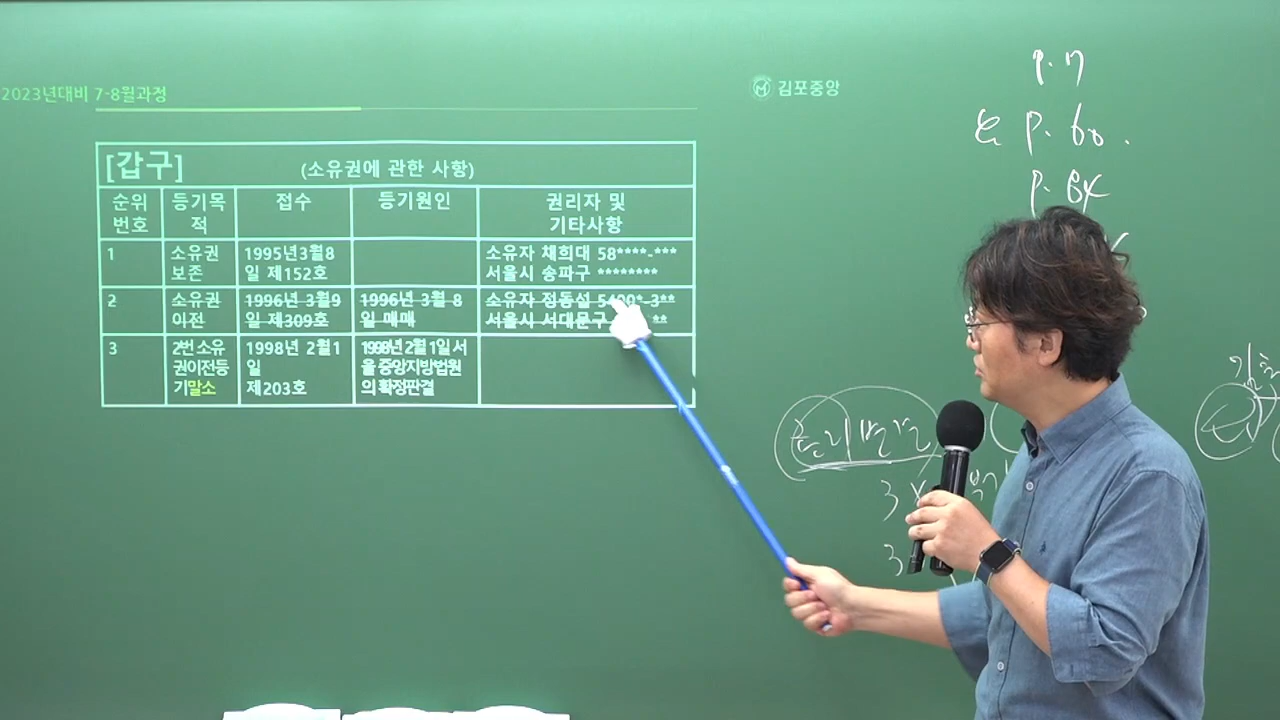 2023년대비 7-8월과정
김포중앙
[갑구] (소유권에 관한 사항)
순위번호 등기목적 접수 등기원인 권리자 및 기타사항
1 소유권보존 1995년3월8일 제152호 소유자 채희대 58****-*** 서울시 송파구 ********
2 소유권이전 1996년 3월9일 제309호 1996년 3월 8일 매매 소유자 정동설 서울시 서대문구
3 2번 소유권이전등기말소 1998년 2월1일 제203호 1998년 2월 1일 서울 중앙지방법원의 확정판결
p. 7
p. 60.
p. 84
3
3